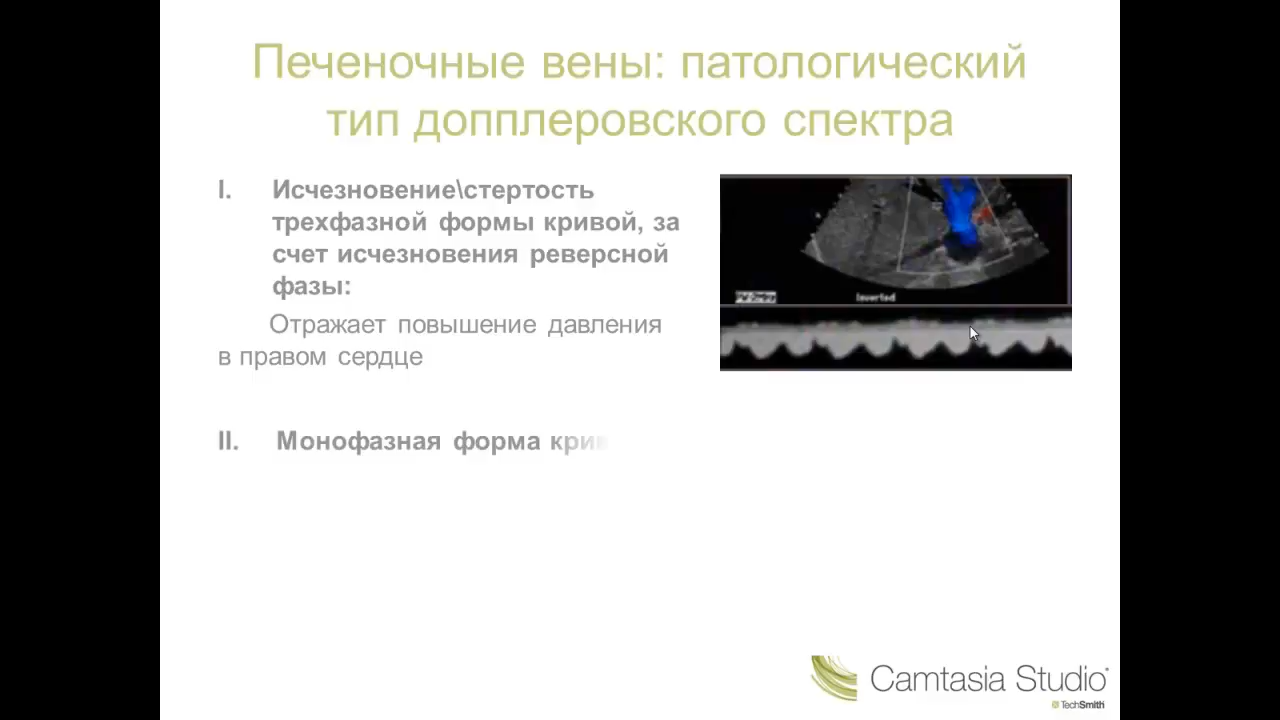 Печеночные вены: патологический
тип допплеровского спектра
I. Исчезновение\стертость
трехфазной формы кривой, за
счет исчезновения реверсной
фазы:
Отражает повышение давления
в правом сердце
Inverted
II. Монофазная форма
Camtasia Studio
TechSmith